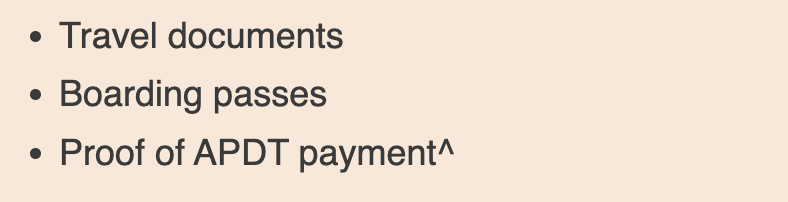 • Travel documents
• Boarding passes
• Proof of APDT payment^